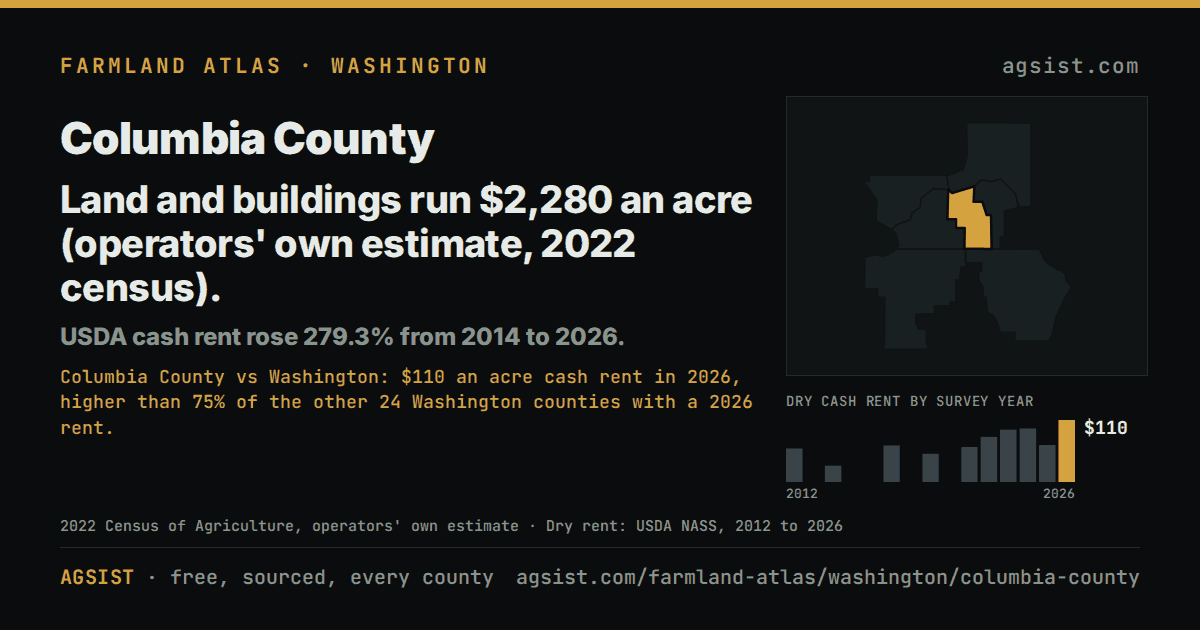 FARMLAND ATLAS · WASHINGTON
agsist.com
Columbia County
Land and buildings run $2,280 an acre
(operators' own estimate, 2022
census).
USDA cash rent rose 279.3% from 2014 to 2026.
Columbia County vs Washington: $110 an acre cash rent in 2026,
higher than 75% of the other 24 Washington counties with a 2026
rent.
DRY CASH RENT BY SURVEY YEAR
$110
2012
2026
2022 Census of Agriculture, operators' own estimate · Dry rent: USDA NASS, 2012 to 2026
AGSIST · free, sourced, every county
agsist.com/farmland-atlas/washington/columbia-county